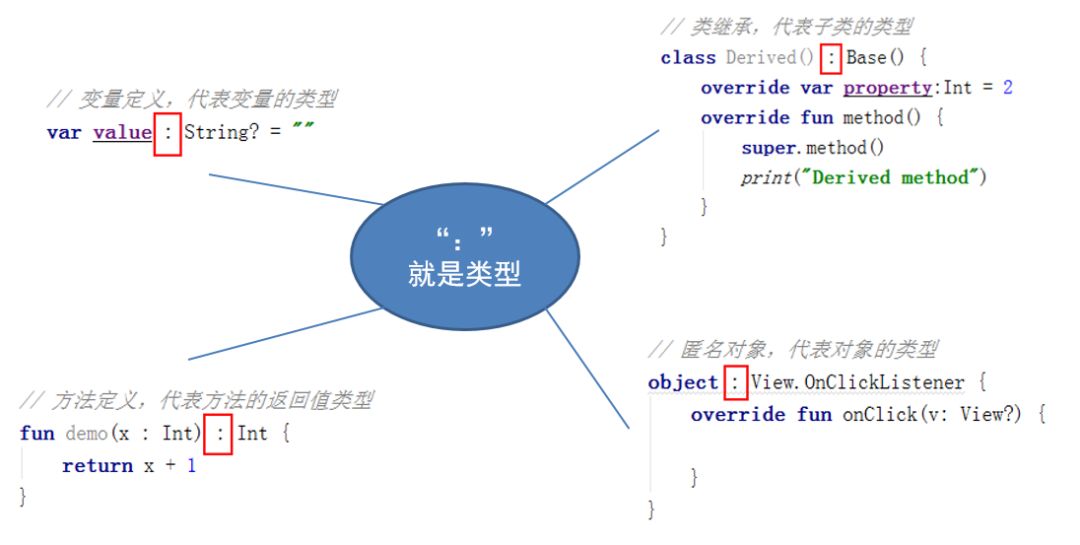 // 变量定义，代表变量的类型
var value : String? = ""
// 类继承，代表子类的类型
class Derived() : Base() {
override var property:Int = 2
override fun method() {
super.method()
print("Derived method")
}
}
“：”
就是类型
// 方法定义，代表方法的返回值类型
fun demo(x : Int) : Int {
return x + 1
}
// 匿名对象，代表对象的类型
object : View.OnClickListener {
override fun onClick(v: View?) {
}
}